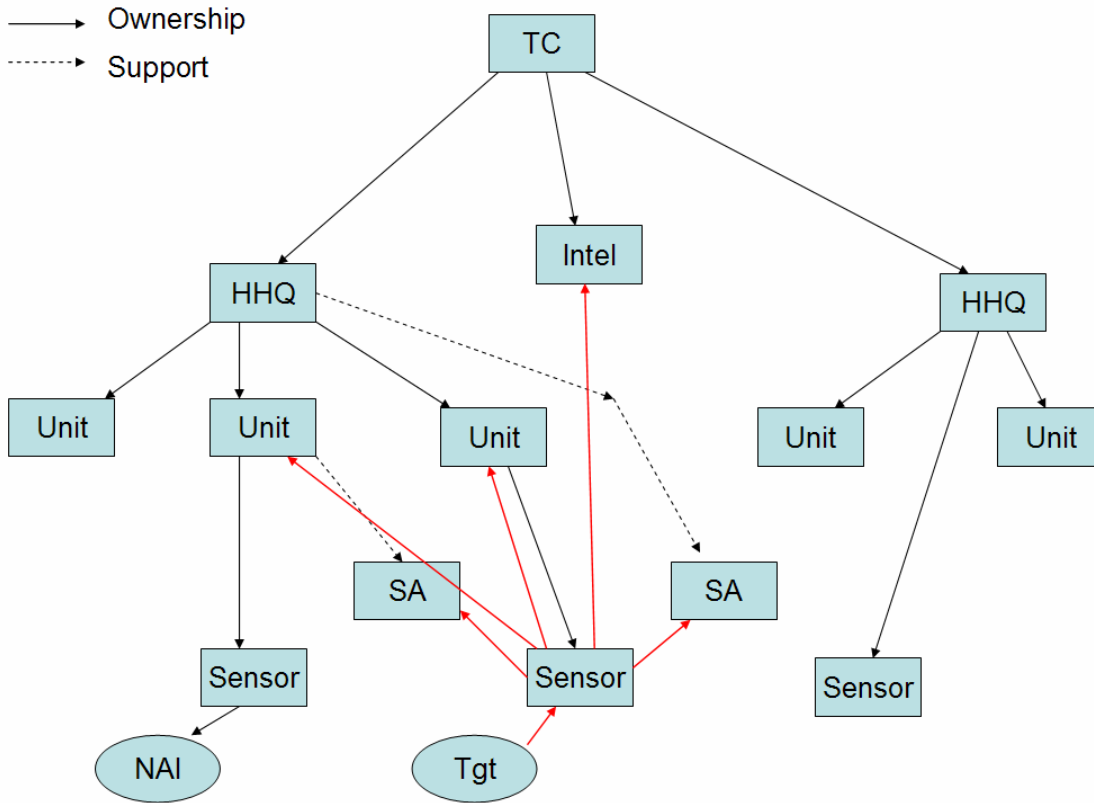 Ownership
Support
TC
Intel
HHQ
HHQ
Unit
Unit
Unit
Unit
Unit
SA
SA
Sensor
Sensor
Sensor
NAI
Tgt